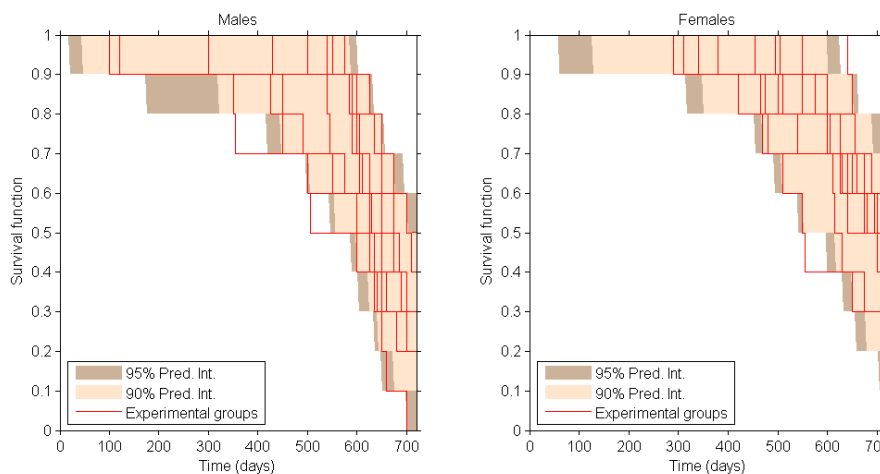 Males
Survival function
1
0.9
0.8
0.7
0.6
0.5
0.4
0.3
0.2
0.1
0
95% Pred. Int.
90% Pred. Int.
Experimental groups
0 100 200 300 400 500 600 700
Time (days)
Females
Survival function
1
0.9
0.8
0.7
0.6
0.5
0.4
0.3
0.2
0.1
0
95% Pred. Int.
90% Pred. Int.
Experimental groups
0 100 200 300 400 500 600 700
Time (days)